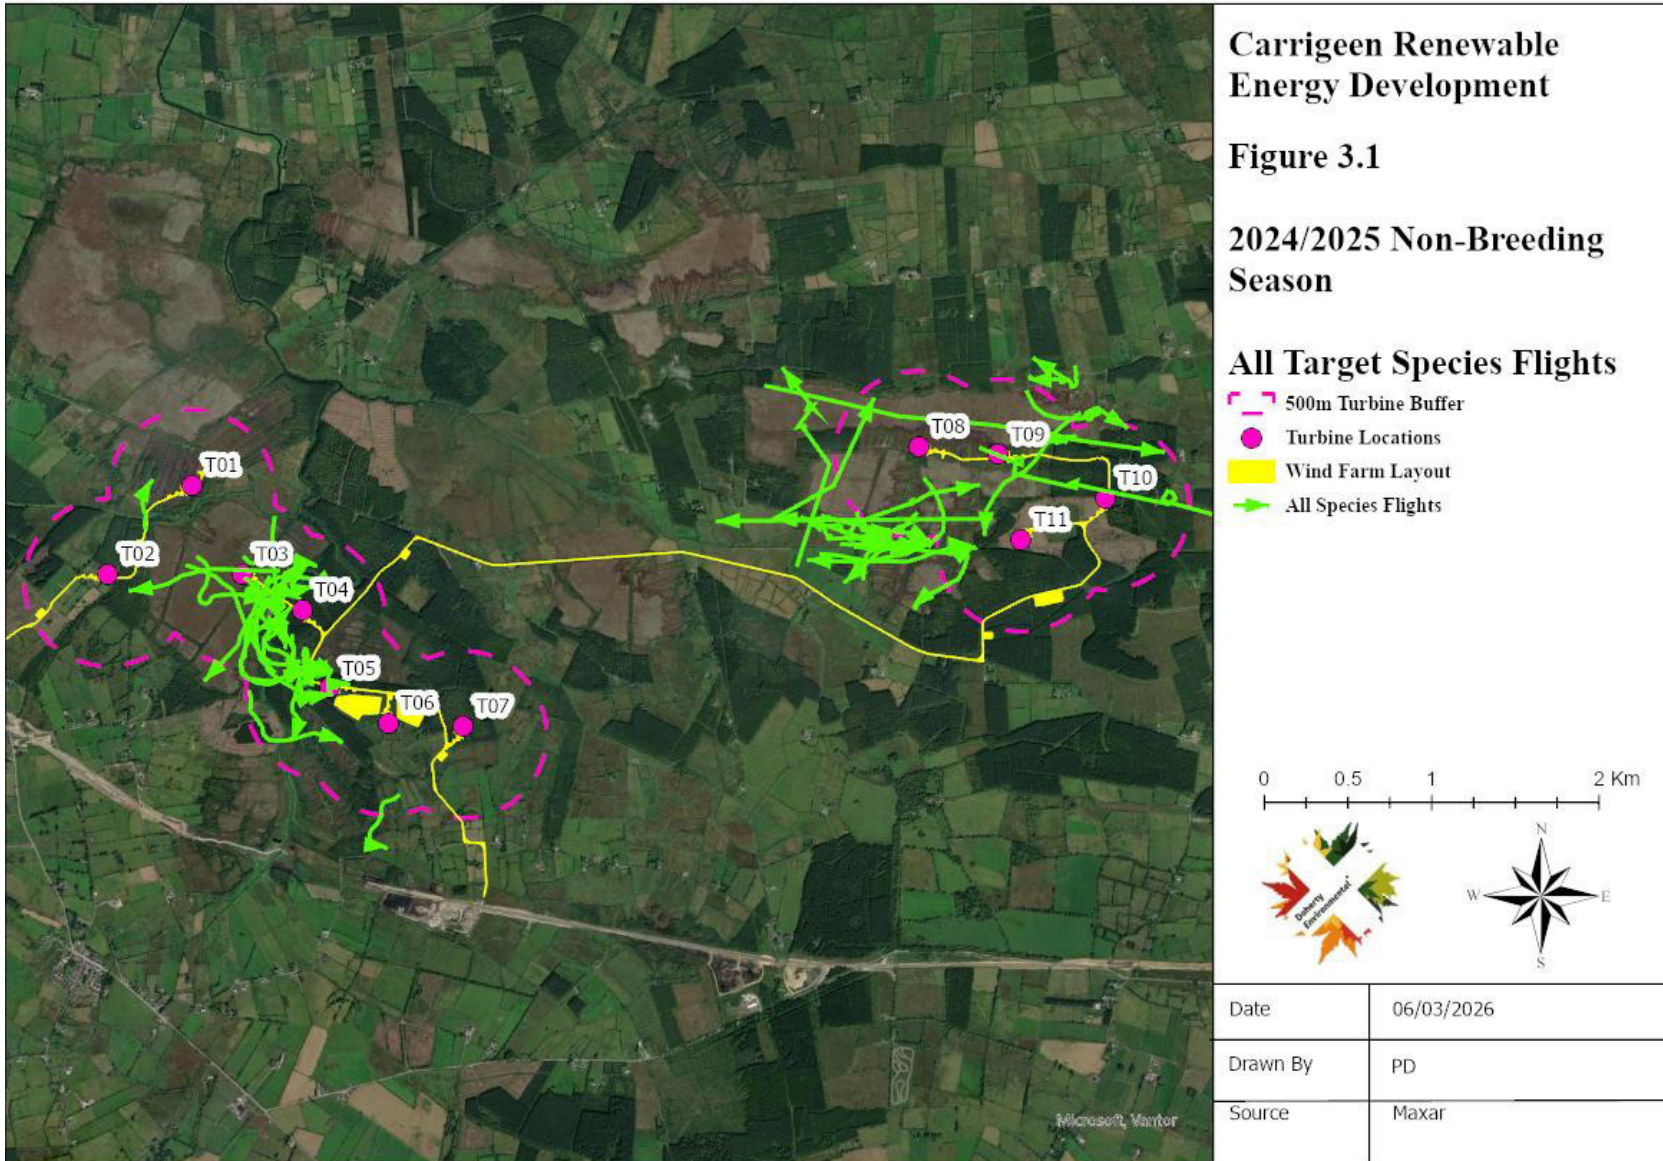 Carrigeen Renewable
Energy Development
Figure 3.1
2024/2025 Non-Breeding
Season
All Target Species Flights
500m Turbine Buffer
Turbine Locations
Wind Farm Layout
All Species Flights
T01
T02
T03
T04
T05
T06
T07
T08
T09
T10
T11
0 0.5 1 2 Km
Doherty
Environmental
N
W E
S
Date 06/03/2026
Drawn By PD
Source Maxar
Microsoft, Vantor